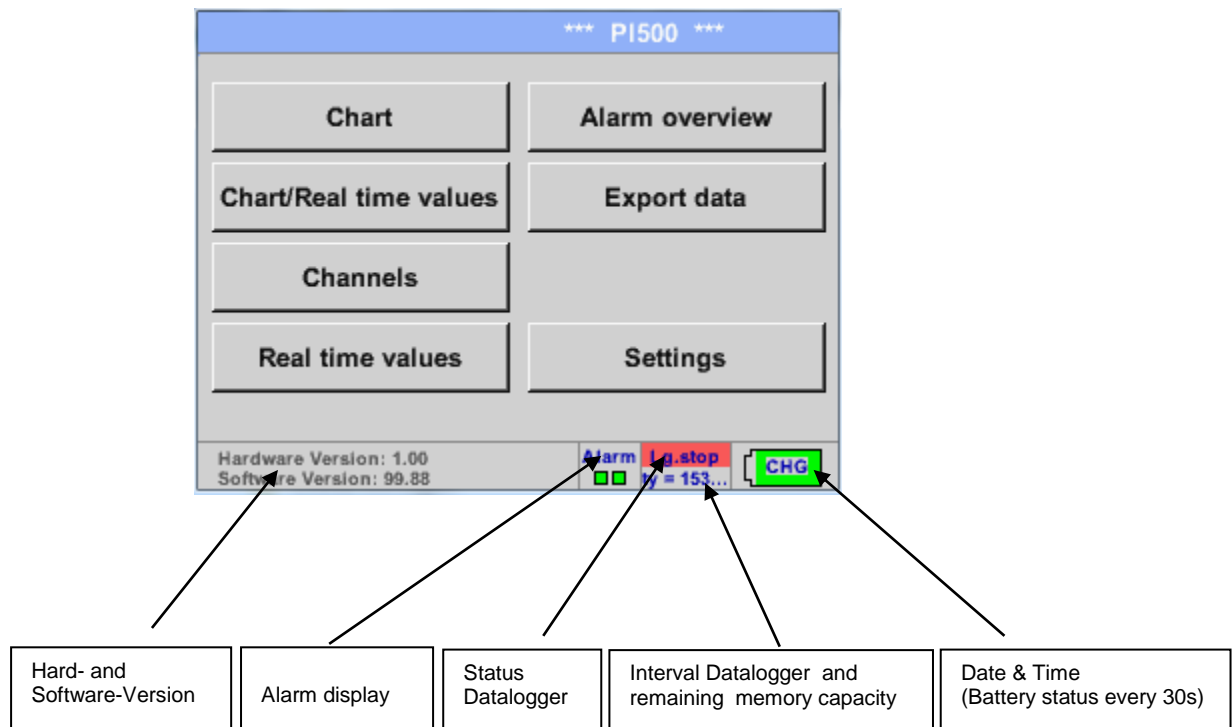 *** PI500 ***
Chart
Alarm overview
Chart/Real time values
Export data
Channels
Real time values
Settings
Hardware Version: 1.00
Software Version: 99.88
Alarm
Lg.stop
ty = 153...
CHG
Hard- and
Software-Version
Alarm display
Status
Datalogger
Interval Datalogger and
remaining memory capacity
Date & Time
(Battery status every 30s)